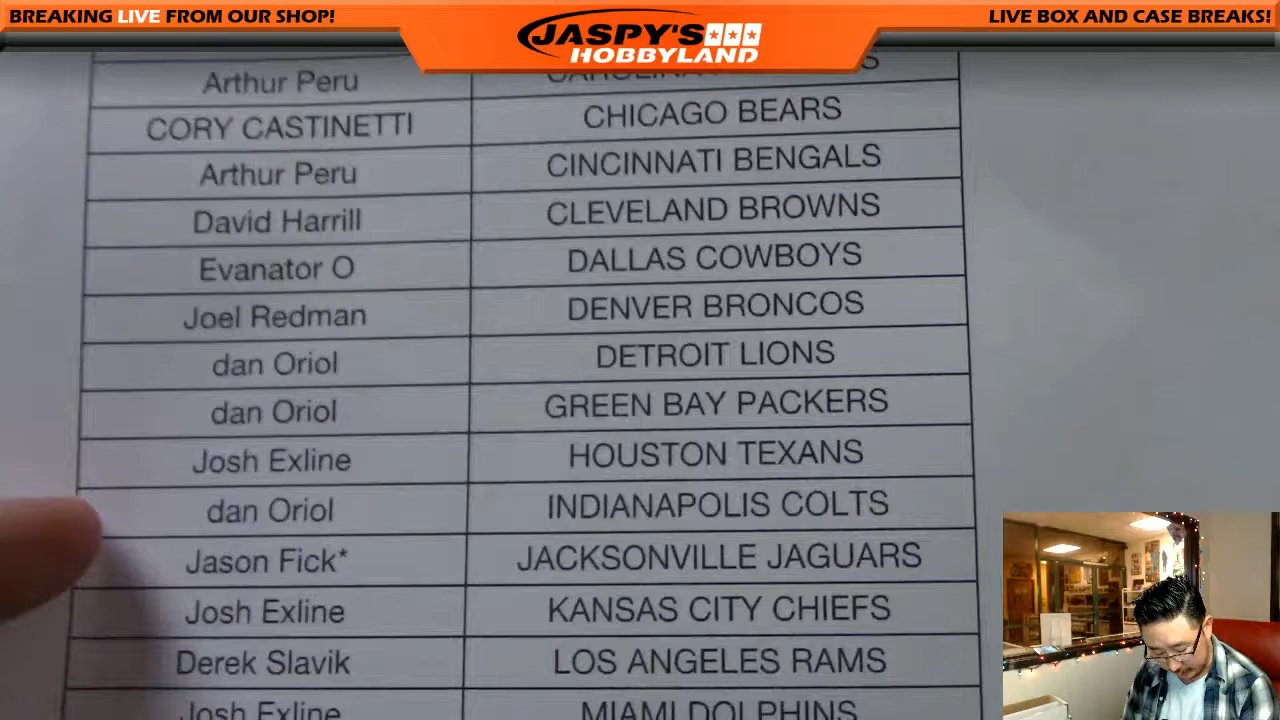 BREAKING LIVE FROM OUR SHOP!
JASPY'S
HOBBYLAND
LIVE BOX AND CASE BREAKS!
Arthur Peru
CORY CASTINETTI CHICAGO BEARS
Arthur Peru CINCINNATI BENGALS
David Harrill CLEVELAND BROWNS
Evanator O DALLAS COWBOYS
Joel Redman DENVER BRONCOS
dan Oriol DETROIT LIONS
dan Oriol GREEN BAY PACKERS
Josh Exline HOUSTON TEXANS
dan Oriol INDIANAPOLIS COLTS
Jason Fick* JACKSONVILLE JAGUARS
Josh Exline KANSAS CITY CHIEFS
Derek Slavik LOS ANGELES RAMS
Josh Exline MIAMI DOLPHINS